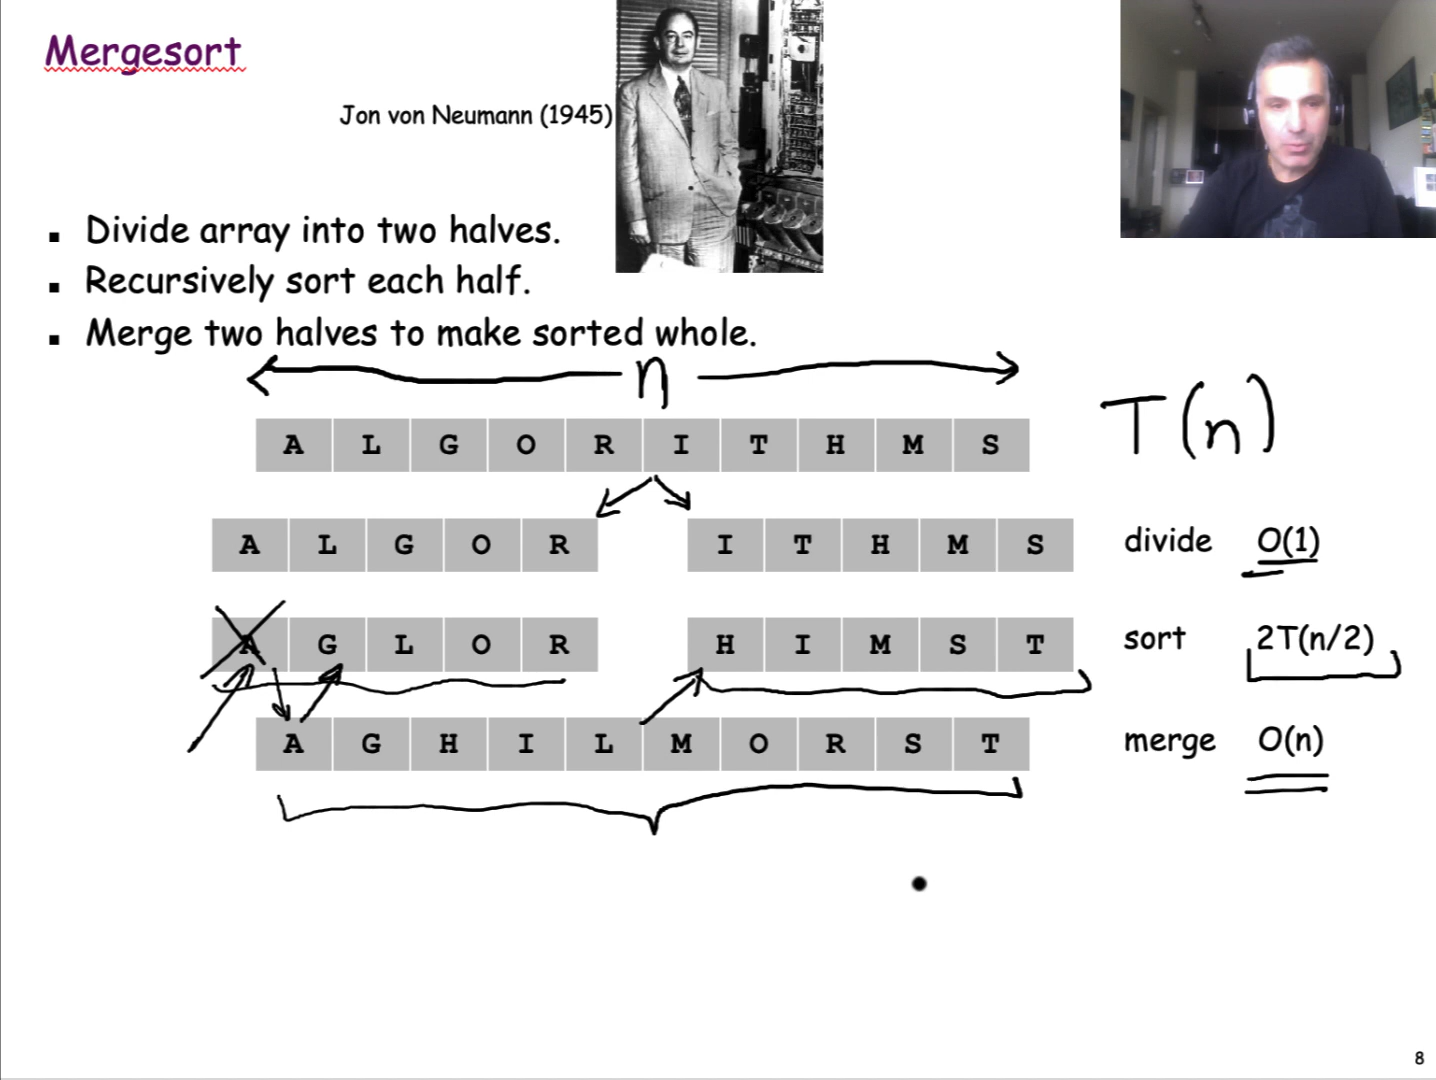 Mergesort
Jon von Neumann (1945)
Divide array into two halves.
Recursively sort each half.
Merge two halves to make sorted whole.
n
A L G O R I T H M S T(n)
A L G O R I T H M S divide O(1)
A G L O R H I M S T sort 2T(n/2)
A G H I L M O R S T merge O(n)
8